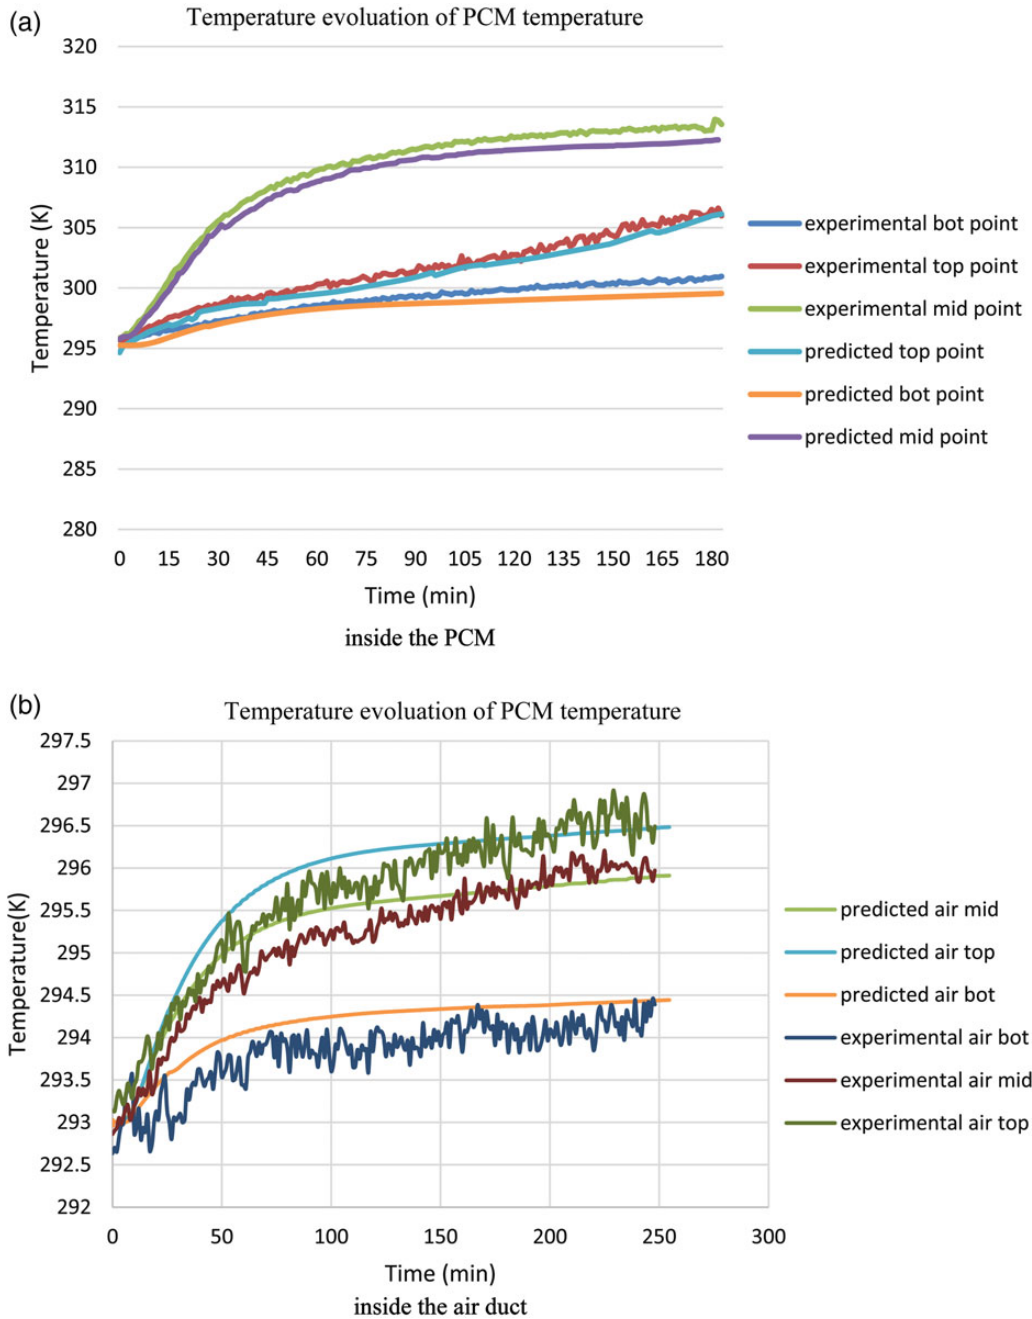 (a)
Temperature evoluation of PCM temperature
320
315
310
305
300
295
290
285
280
Temperature (K)
0 15 30 45 60 75 90 105 120 135 150 165 180
Time (min)
inside the PCM
experimental bot point
experimental top point
experimental mid point
predicted top point
predicted bot point
predicted mid point
(b)
Temperature evoluation of PCM temperature
297.5
297
296.5
296
295.5
295
294.5
294
293.5
293
292.5
292
Temperature(K)
0 50 100 150 200 250 300
Time (min)
inside the air duct
predicted air mid
predicted air top
predicted air bot
experimental air bot
experimental air mid
experimental air top